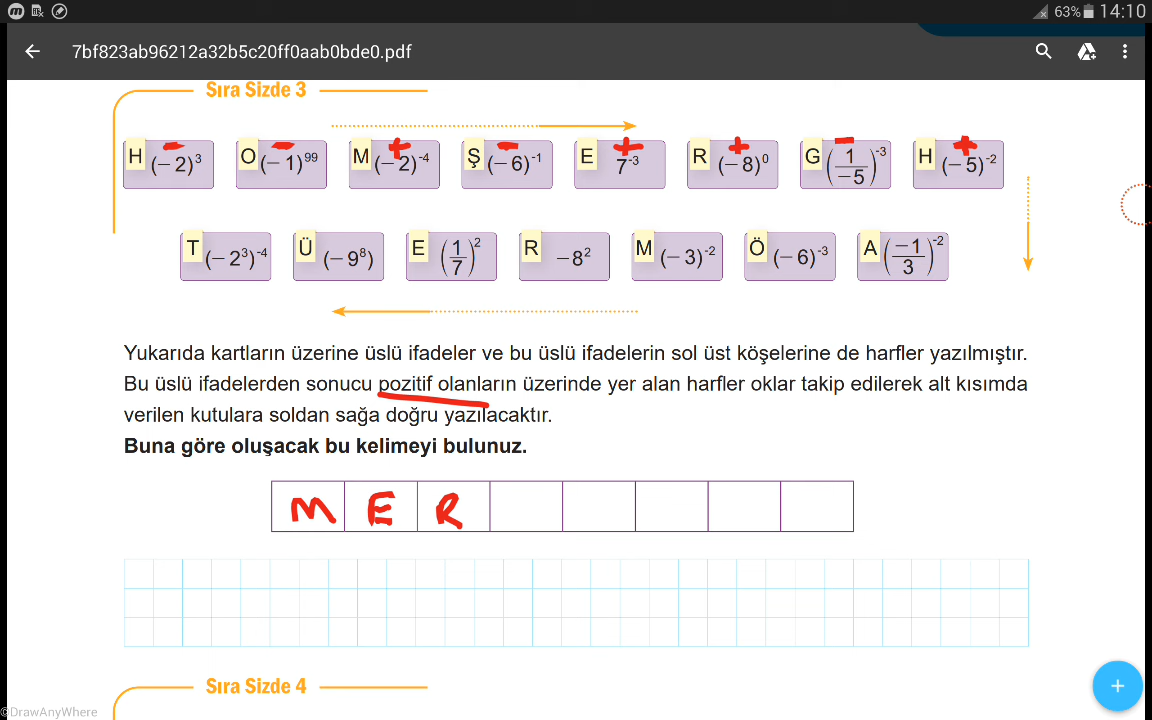 63% 14:10
7bf823ab96212a32b5c20ff0aab0bde0.pdf
Sıra Sizde 3
H (−2)³ O (−1)⁹⁹ M (−2)⁻⁴ Ş (−6)⁻¹ E 7⁻³ R (−8)⁰ G (1/−5)⁻³ H (−5)⁻²
− − + − + + − +
T (−2³)⁻⁴ Ü (−9⁸) E (1/7)² R −8² M (−3)⁻² Ö (−6)⁻³ A (−1/3)⁻²
Yukarıda kartların üzerine üslü ifadeler ve bu üslü ifadelerin sol üst köşelerine de harfler yazılmıştır.
Bu üslü ifadelerden sonucu pozitif olanların üzerinde yer alan harfler oklar takip edilerek alt kısımda
verilen kutulara soldan sağa doğru yazılacaktır.
Buna göre oluşacak bu kelimeyi bulunuz.
M E R
Sıra Sizde 4
©DrawAnyWhere